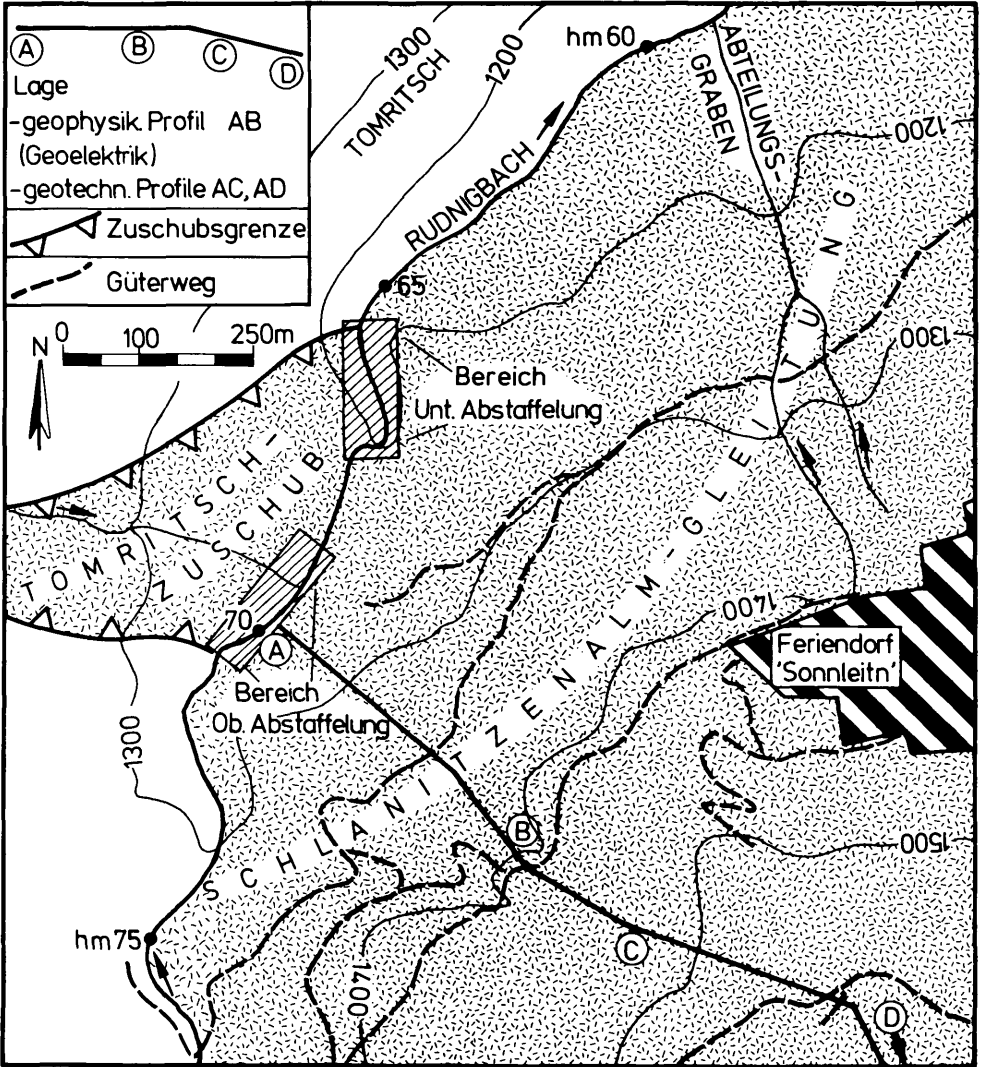 A B C D
Lage
-geophysik. Profil AB
(Geoelektrik)
-geotechn. Profile AC, AD
Zuschubsgrenze
Güterweg
N
0 100 250m
1300
1200
TOMRITSCH
hm 60
RUDNIGBACH
ABTEILUNGS-
GRABEN
1200
65
1300
Bereich
Unt. Abstaffelung
TOMRITSCH-
ZUSCHUB
SCHLANITZENALM-GLEITUNG
1400
Feriendorf
'Sonnleitn'
70
A
Bereich
Ob. Abstaffelung
1300
B
1500
hm 75
C
1400
D